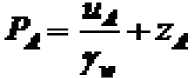 P_A = u_A / γ_w + z_A